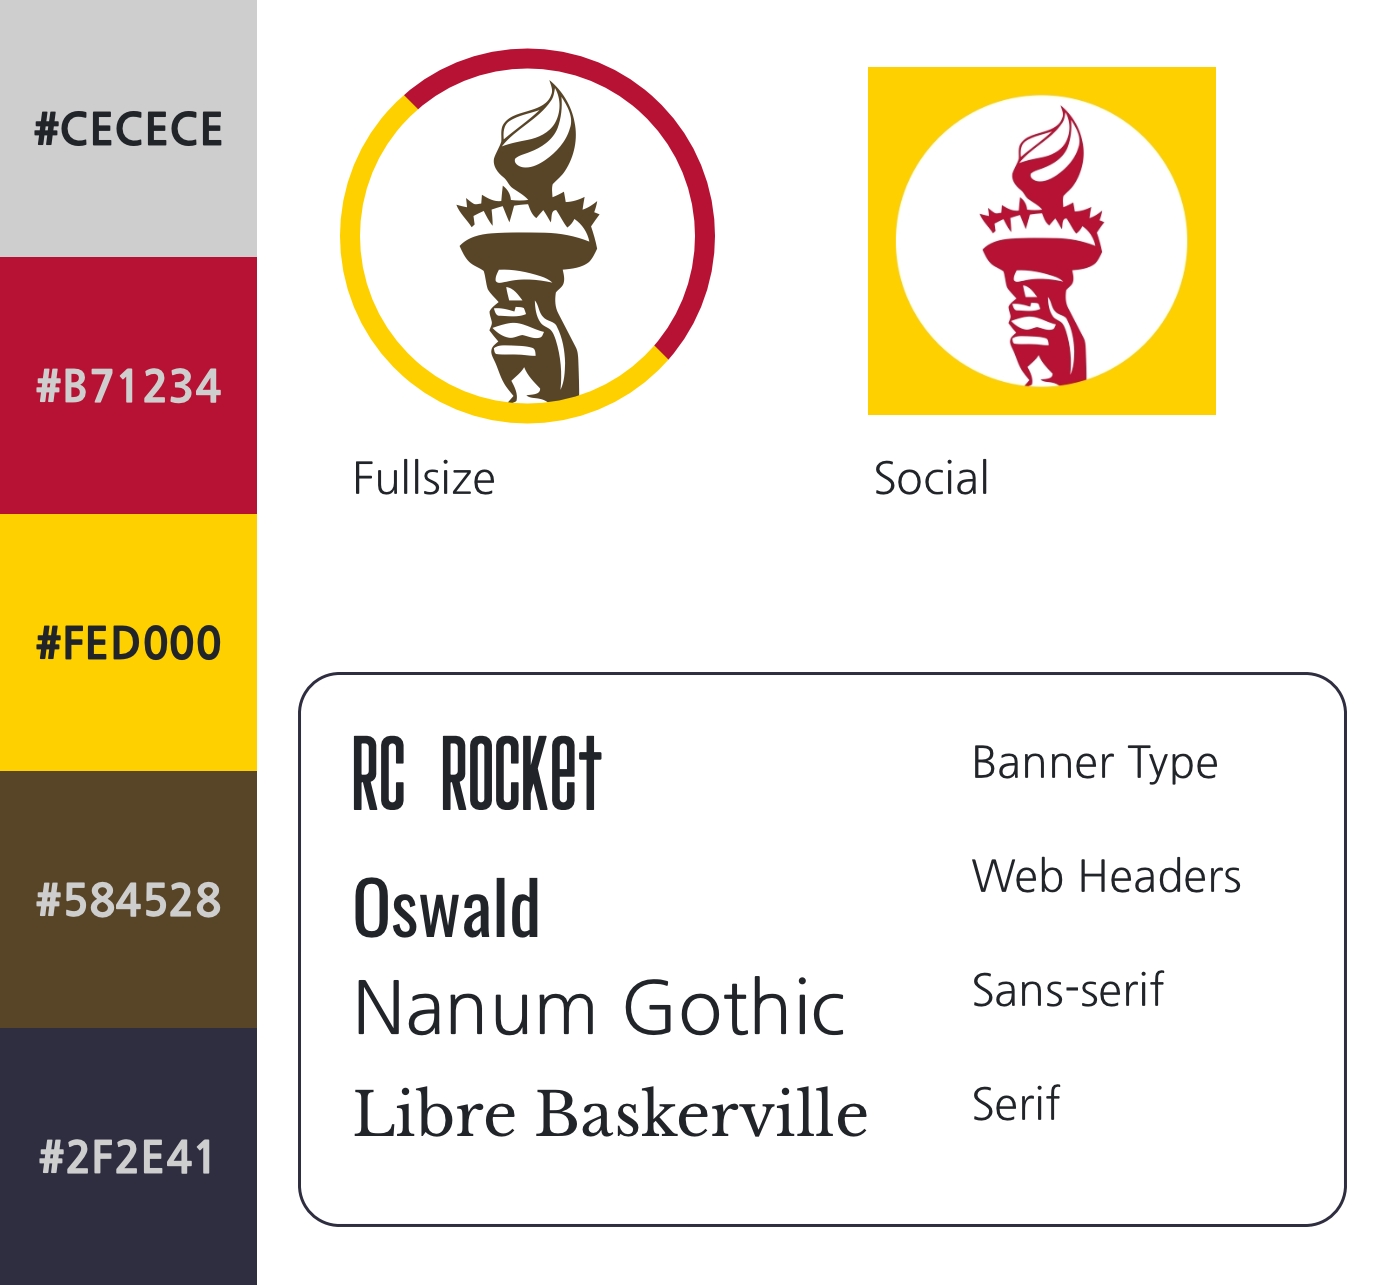 #CECECE
#B71234
#FED000
#584528
#2F2E41
Fullsize
Social
RC ROCKet
Banner Type
Oswald
Web Headers
Nanum Gothic
Sans-serif
Libre Baskerville
Serif